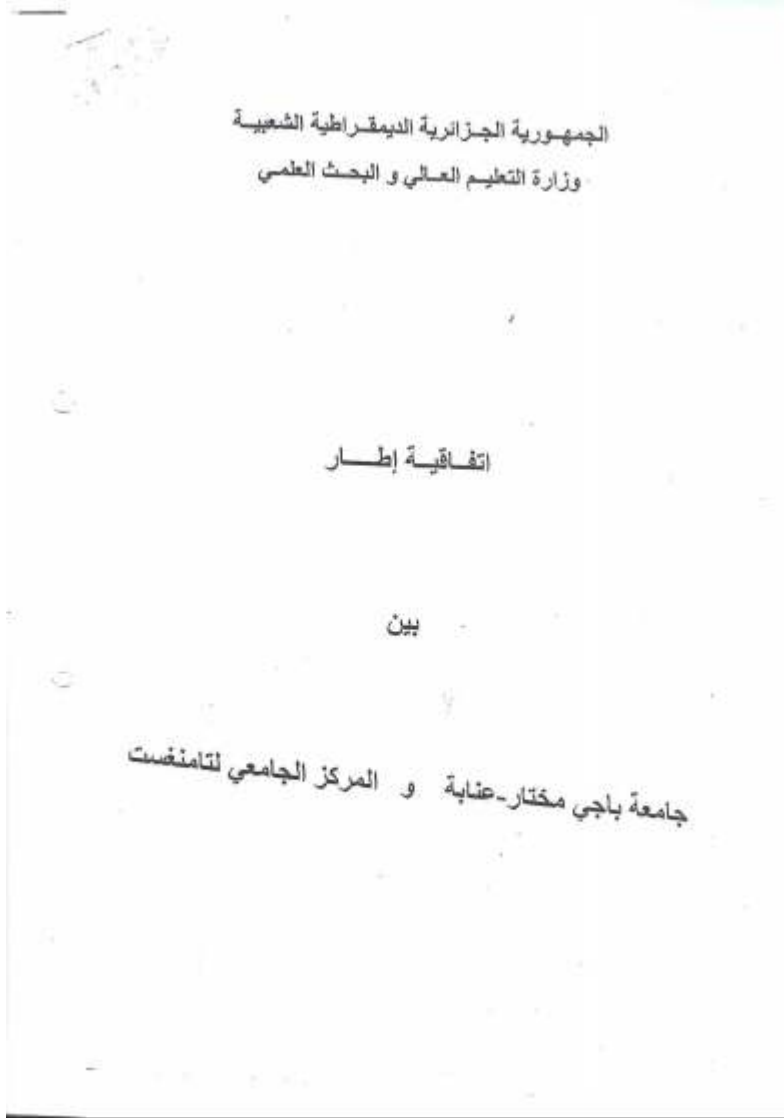 الجمهورية الجزائرية الديمقراطية الشعبية
وزارة التعليم العالي و البحث العلمي
اتفاقية إطار
بين
جامعة باجي مختار-عنابة و المركز الجامعي لتامنغست